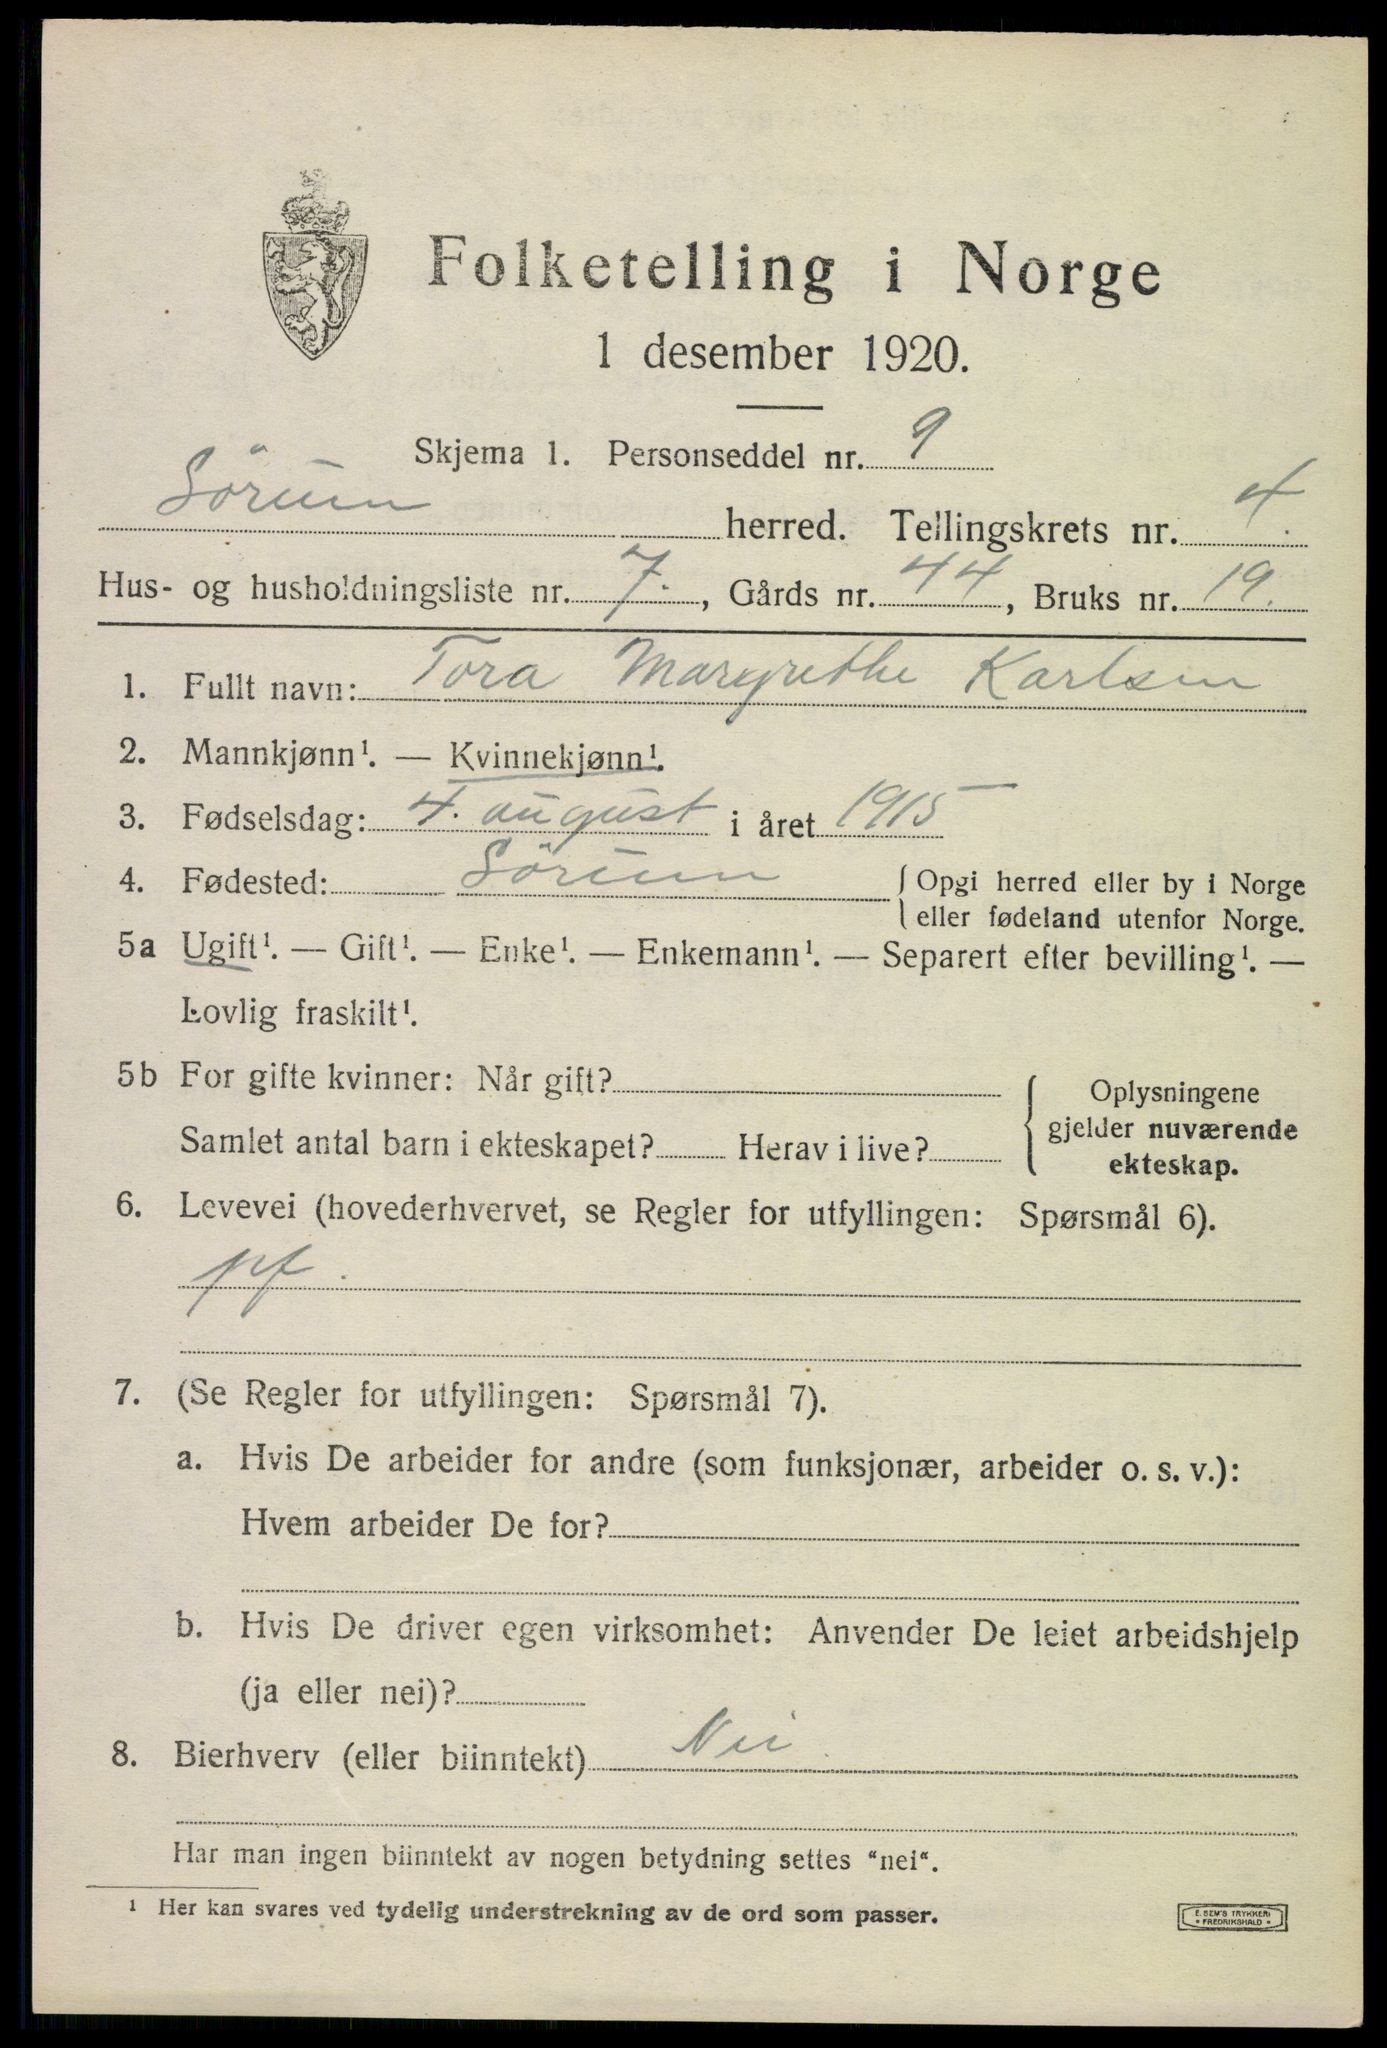 Folketelling i Norge
1 desember 1920.
Skjema 1. Personseddel nr. 9
Sörum herred. Tellingskrets nr. 4.
Hus- og husholdningsliste nr. 7., Gårds nr. 44, Bruks nr. 19.
1. Fullt navn: Tora Margrethe Karlsen
2. Mannkjønn¹. — Kvinnekjønn¹.
3. Fødselsdag: 4. august i året 1915
4. Fødested: Sörum {Opgi herred eller by i Norge
eller fødeland utenfor Norge.
5a Ugift¹. — Gift¹. — Enke¹. — Enkemann¹. — Separert efter bevilling¹. —
Lovlig fraskilt¹.
5b For gifte kvinner: Når gift?
Samlet antal barn i ekteskapet? Herav i live?
{Oplysningene
gjelder nuværende
ekteskap.
6. Levevei (hovederhvervet, se Regler for utfyllingen: Spørsmål 6).
pf.
7. (Se Regler for utfyllingen: Spørsmål 7).
a. Hvis De arbeider for andre (som funksjonær, arbeider o. s. v.):
Hvem arbeider De for?
b. Hvis De driver egen virksomhet: Anvender De leiet arbeidshjelp
(ja eller nei)?
8. Bierhverv (eller biinntekt) Nei.
Har man ingen biinntekt av nogen betydning settes "nei".
¹ Her kan svares ved tydelig understrekning av de ord som passer.
E. SEM'S TRYKKERI
• FREDRIKSHALD •